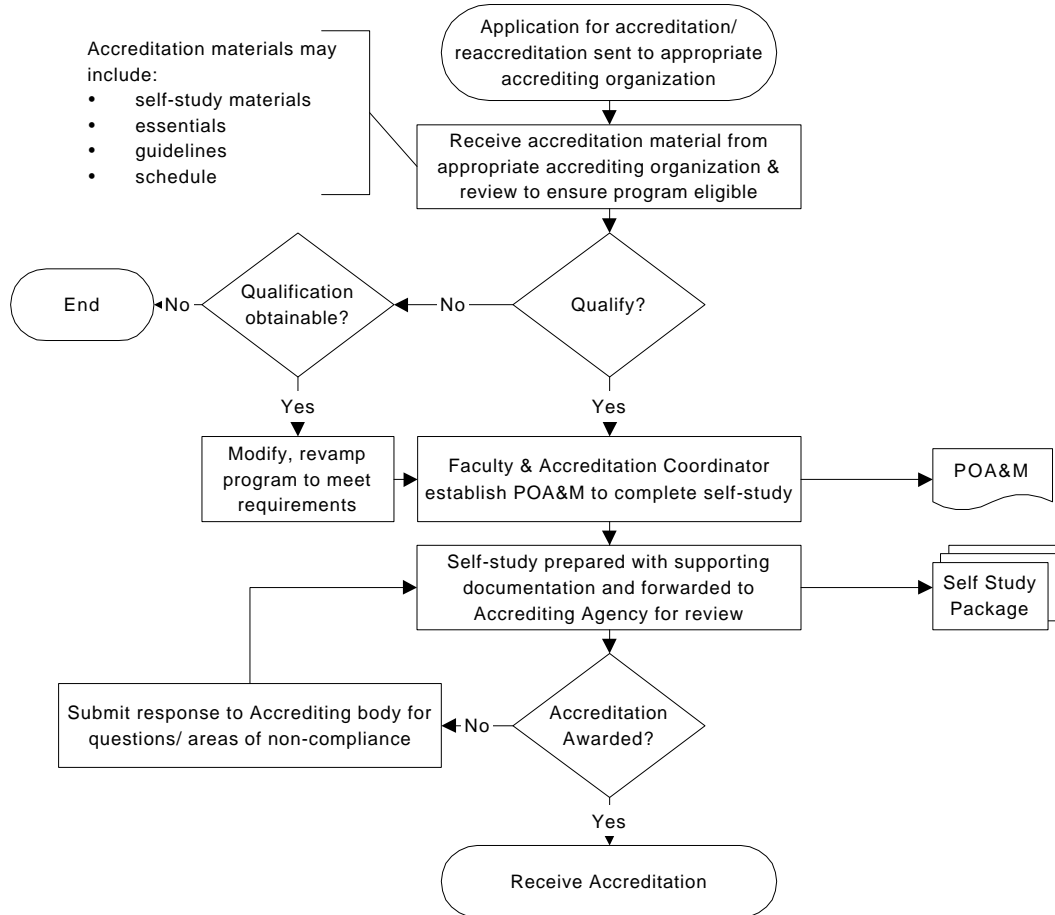 Application for accreditation/
reaccreditation sent to appropriate
accrediting organization
Accreditation materials may
include:
• self-study materials
• essentials
• guidelines
• schedule
Receive accreditation material from
appropriate accrediting organization &
review to ensure program eligible
End
No
Qualification
obtainable?
No
Qualify?
Yes
Yes
Modify, revamp
program to meet
requirements
Faculty & Accreditation Coordinator
establish POA&M to complete self-study
POA&M
Self-study prepared with supporting
documentation and forwarded to
Accrediting Agency for review
Self Study
Package
Submit response to Accrediting body for
questions/ areas of non-compliance
No
Accreditation
Awarded?
Yes
Receive Accreditation